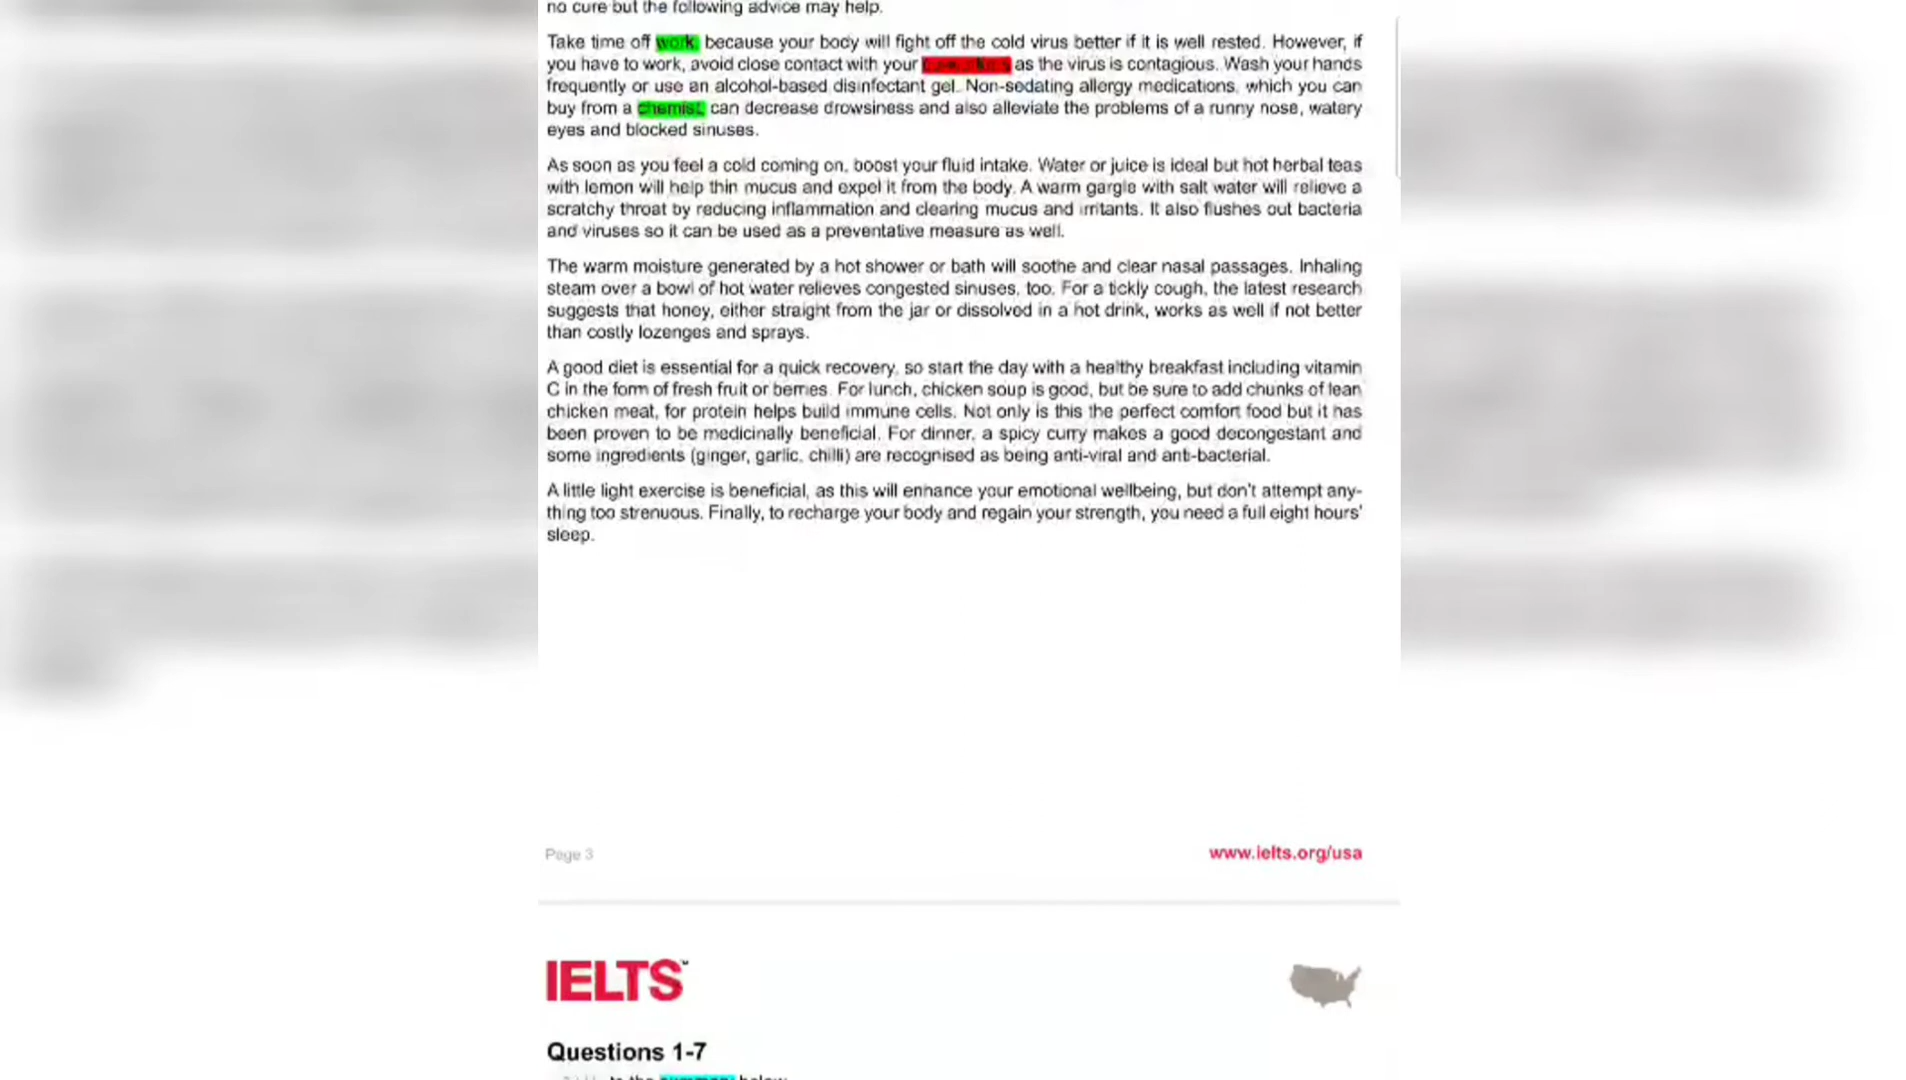 no cure but the following advice may help.
Take time off work, because your body will fight off the cold virus better if it is well rested. However, if
you have to work, avoid close contact with your as the virus is contagious. Wash your hands
frequently or use an alcohol-based disinfectant gel. Non-sedating allergy medications, which you can
buy from a chemist, can decrease drowsiness and also alleviate the problems of a runny nose, watery
eyes and blocked sinuses.
As soon as you feel a cold coming on, boost your fluid intake. Water or juice is ideal but hot herbal teas
with lemon will help thin mucus and expel it from the body. A warm gargle with salt water will relieve a
scratchy throat by reducing inflammation and clearing mucus and irritants. It also flushes out bacteria
and viruses so it can be used as a preventative measure as well.
The warm moisture generated by a hot shower or bath will soothe and clear nasal passages. Inhaling
steam over a bowl of hot water relieves congested sinuses, too. For a tickly cough, the latest research
suggests that honey, either straight from the jar or dissolved in a hot drink, works as well if not better
than costly lozenges and sprays.
A good diet is essential for a quick recovery, so start the day with a healthy breakfast including vitamin
C in the form of fresh fruit or berries. For lunch, chicken soup is good, but be sure to add chunks of lean
chicken meat, for protein helps build immune cells. Not only is this the perfect comfort food but it has
been proven to be medicinally beneficial. For dinner, a spicy curry makes a good decongestant and
some ingredients (ginger, garlic, chilli) are recognised as being anti-viral and anti-bacterial.
A little light exercise is beneficial, as this will enhance your emotional wellbeing, but don't attempt any-
thing too strenuous. Finally, to recharge your body and regain your strength, you need a full eight hours'
sleep.
Page 3
www.ielts.org/usa
IELTS™
Questions 1-7
to the summary below